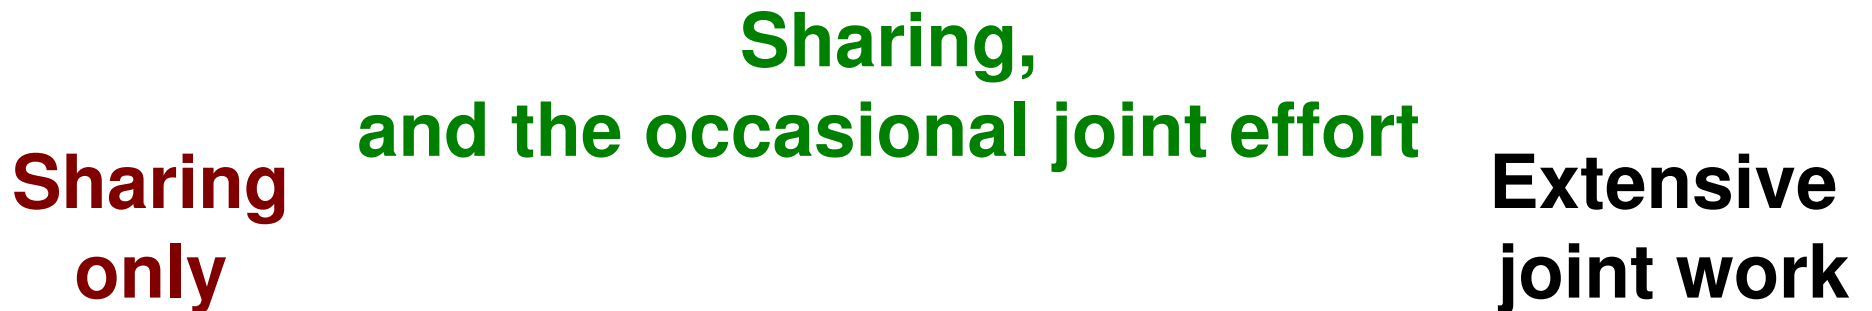 Sharing
only
Sharing,
and the occasional joint effort
Extensive
joint work